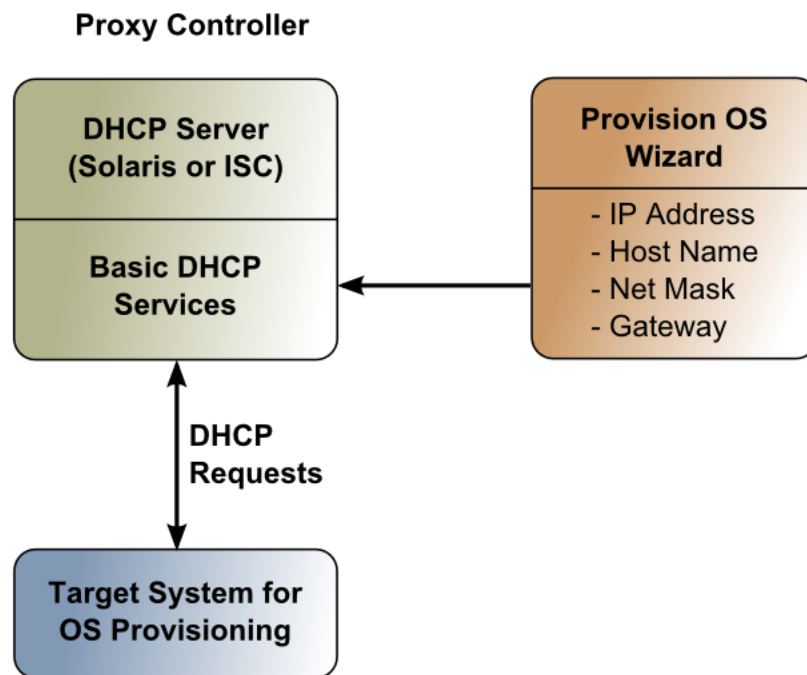 Proxy Controller
DHCP Server
(Solaris or ISC)
Basic DHCP
Services
Provision OS
Wizard
- IP Address
- Host Name
- Net Mask
- Gateway
DHCP
Requests
Target System for
OS Provisioning